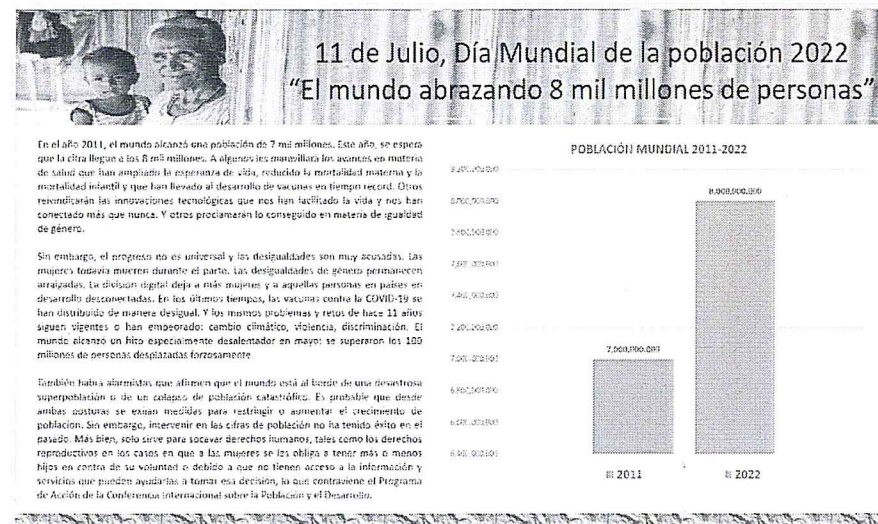 11 de Julio, Día Mundial de la población 2022
“El mundo abrazando 8 mil millones de personas”
En el año 2011, el mundo alcanzó una población de 7 mil millones. Este año, se espera
que la cifra llegue a los 8 mil millones. A algunos les maravillará los avances en materia
de salud que han ampliado la esperanza de vida, reducido la mortalidad materna y la
mortalidad infantil y que han llevado al desarrollo de vacunas en tiempo record. Otros
reivindicarán las innovaciones tecnológicas que nos han facilitado la vida y nos han
conectado más que nunca. Y otros proclamarán lo conseguido en materia de igualdad
de género.
Sin embargo, el progreso no es universal y las desigualdades son muy acusadas. Las
mujeres todavía mueren durante el parto. Las desigualdades de género permanecen
arraigadas. La división digital deja a más mujeres y a aquellas personas en países en
desarrollo desconectadas. En los últimos tiempos, las vacunas contra la COVID-19 se
han distribuido de manera desigual. Y los mismos problemas y retos de hace 11 años
siguen vigentes o han empeorado: cambio climático, violencia, discriminación. El
mundo alcanzó un hito especialmente desalentador en mayo: se superaron los 100
millones de personas desplazadas forzosamente.
También habrá alarmistas que afirmen que el mundo está al borde de una devastrosa
superpoblación o de un colapso de población catastrófico. Es probable que desde
ambas posturas se exijan medidas para restringir o aumentar el crecimiento de
poblacion. Sin embargo, intervenir en las cifras de población no ha tenido éxito en el
pasado. Más bien, solo sirve para socavar derechos humanos, tales como los derechos
reproductivos en los casos en que a las mujeres se les obliga a tener más o menos
hijos en contra de su voluntad o debido a que no tienen acceso a la información y
servicios que pueden ayudarlas a tomar esa decisión, lo que contraviene el Programa
de Acción de la Conferencia Internacional sobre la Población y el Desarrollo.
POBLACIÓN MUNDIAL 2011-2022
8,000,000,000
7,000,000,000
2011
2022